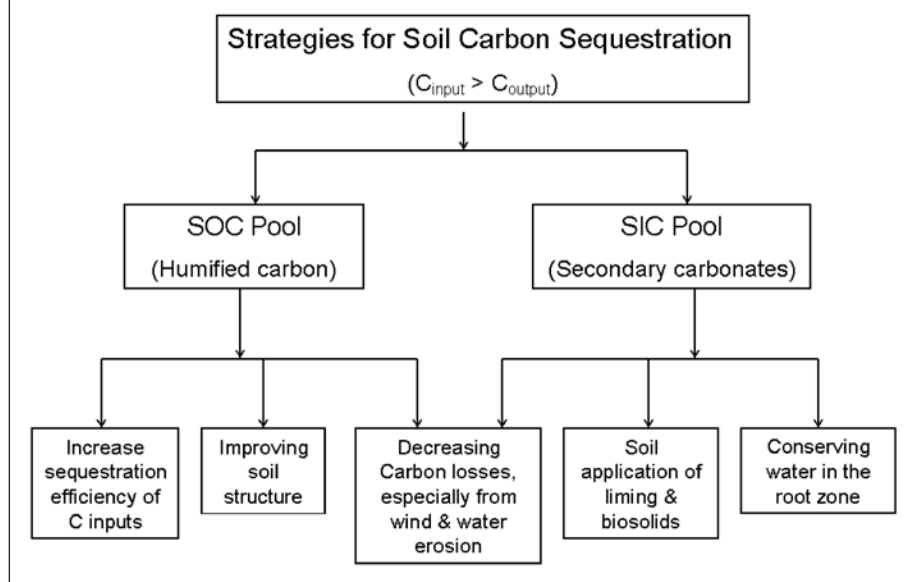 Strategies for Soil Carbon Sequestration
(Cinput > Coutput)
SOC Pool
(Humified carbon)
SIC Pool
(Secondary carbonates)
Increase
sequestration
efficiency of
C inputs
Improving
soil
structure
Decreasing
Carbon losses,
especially from
wind & water
erosion
Soil
application of
liming &
biosolids
Conserving
water in the
root zone